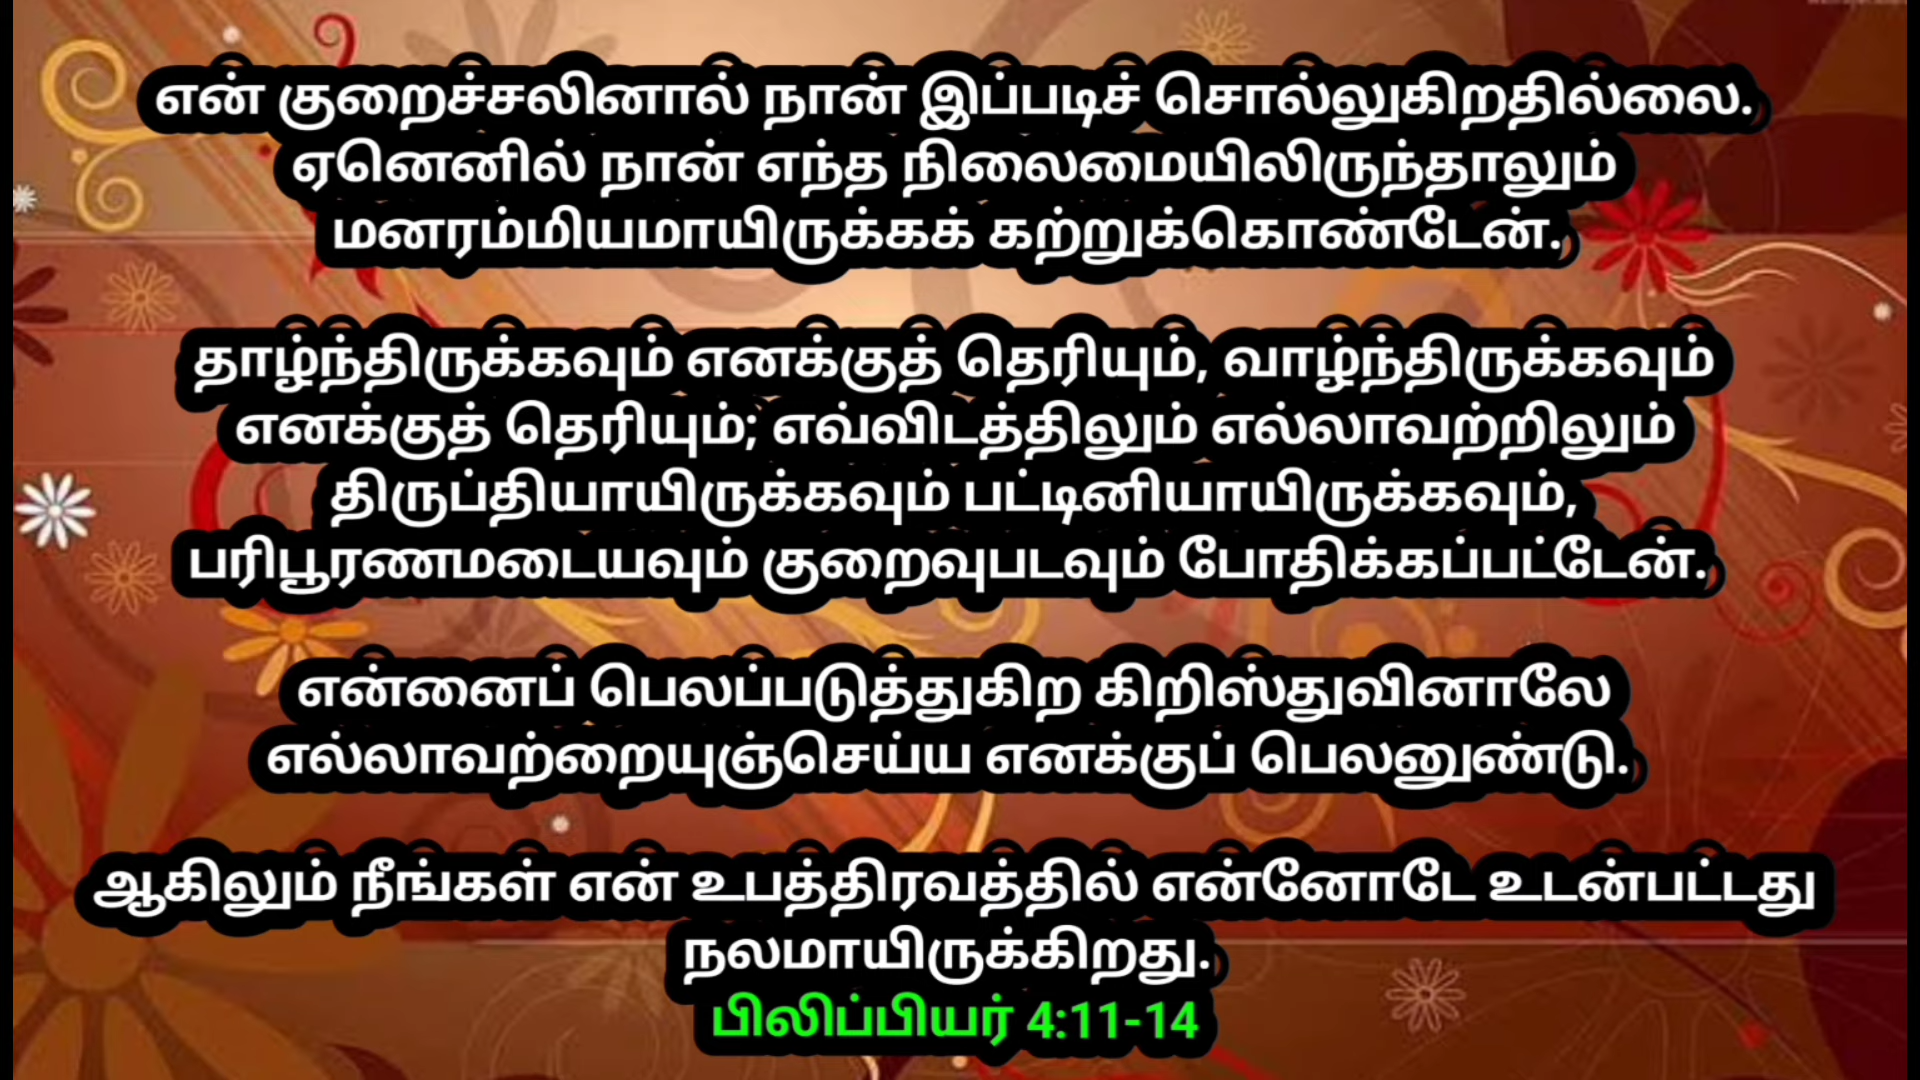 என் குறைச்சலினால் நான் இப்படிச் சொல்லுகிறதில்லை.
ஏனெனில் நான் எந்த நிலைமையிலிருந்தாலும்
மனரம்மியமாயிருக்கக் கற்றுக்கொண்டேன்.
தாழ்ந்திருக்கவும் எனக்குத் தெரியும், வாழ்ந்திருக்கவும்
எனக்குத் தெரியும்; எவ்விடத்திலும் எல்லாவற்றிலும்
திருப்தியாயிருக்கவும் பட்டினியாயிருக்கவும்,
பரிபூரணமடையவும் குறைவுபடவும் போதிக்கப்பட்டேன்.
என்னைப் பெலப்படுத்துகிற கிறிஸ்துவினாலே
எல்லாவற்றையுஞ்செய்ய எனக்குப் பெலனுண்டு.
ஆகிலும் நீங்கள் என் உபத்திரவத்தில் என்னோடே உடன்பட்டது
நலமாயிருக்கிறது.
பிலிப்பியர் 4:11-14